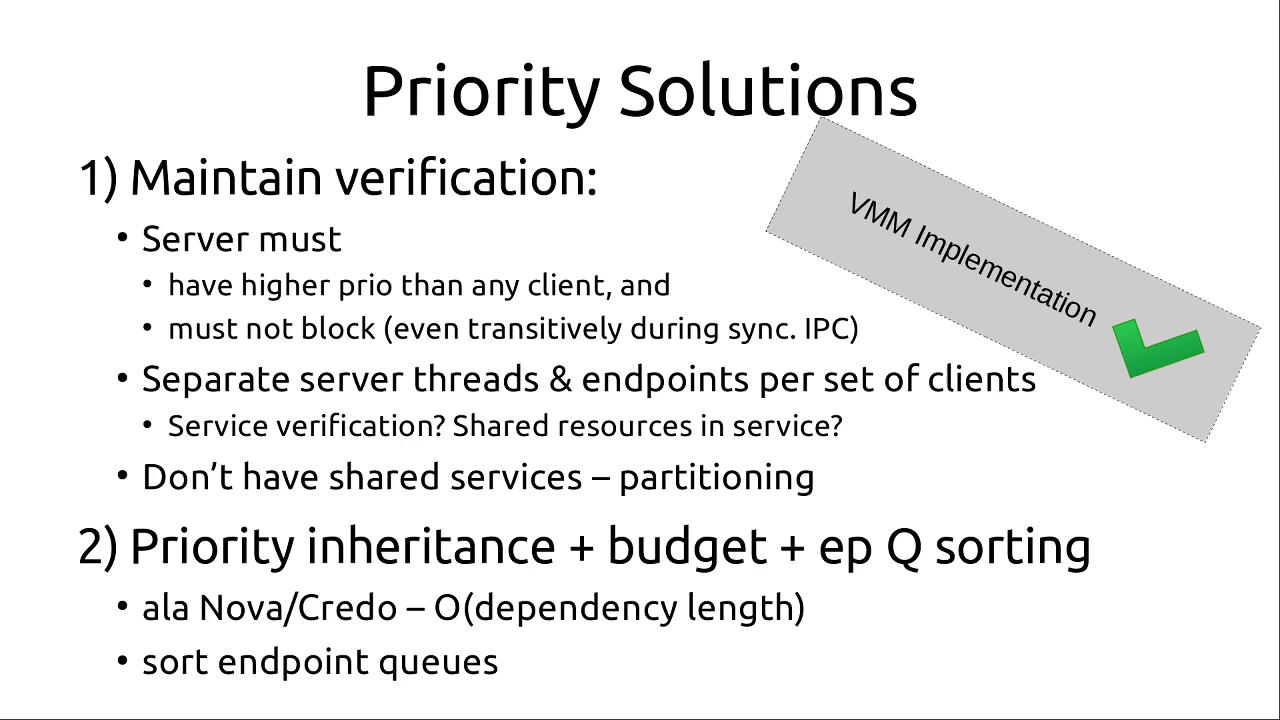 Priority Solutions
1) Maintain verification:
• Server must
• have higher prio than any client, and
• must not block (even transitively during sync. IPC)
• Separate server threads & endpoints per set of clients
• Service verification? Shared resources in service?
• Don’t have shared services – partitioning
2) Priority inheritance + budget + ep Q sorting
• ala Nova/Credo – O(dependency length)
• sort endpoint queues
VMM Implementation